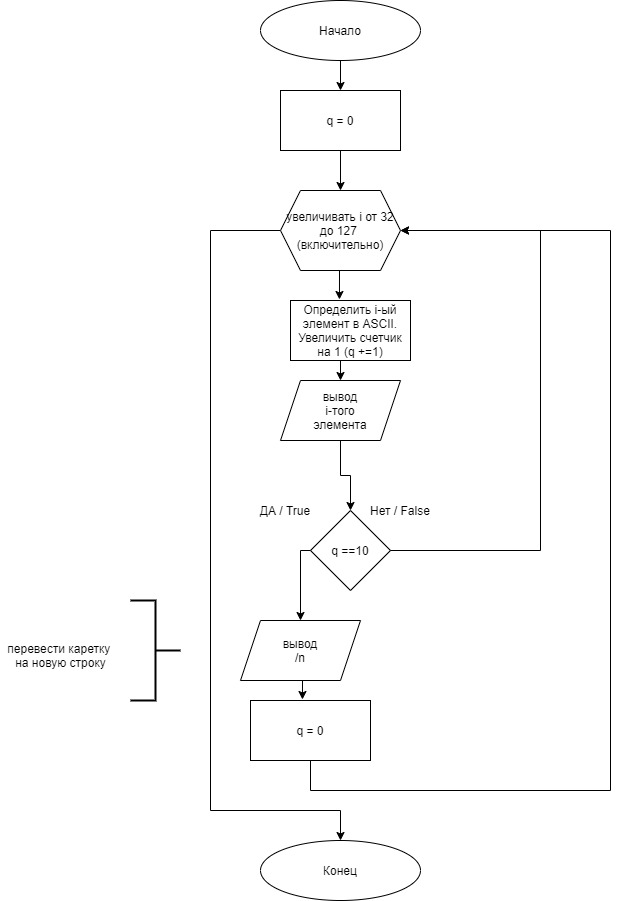 Начало
q = 0
увеличивать i от 32
до 127
(включительно)
Определить i-ый
элемент в ASCII.
Увеличить счетчик
на 1 (q +=1)
вывод
i-того
элемента
ДА / True
Нет / False
q ==10
вывод
/n
перевести каретку
на новую строку
q = 0
Конец